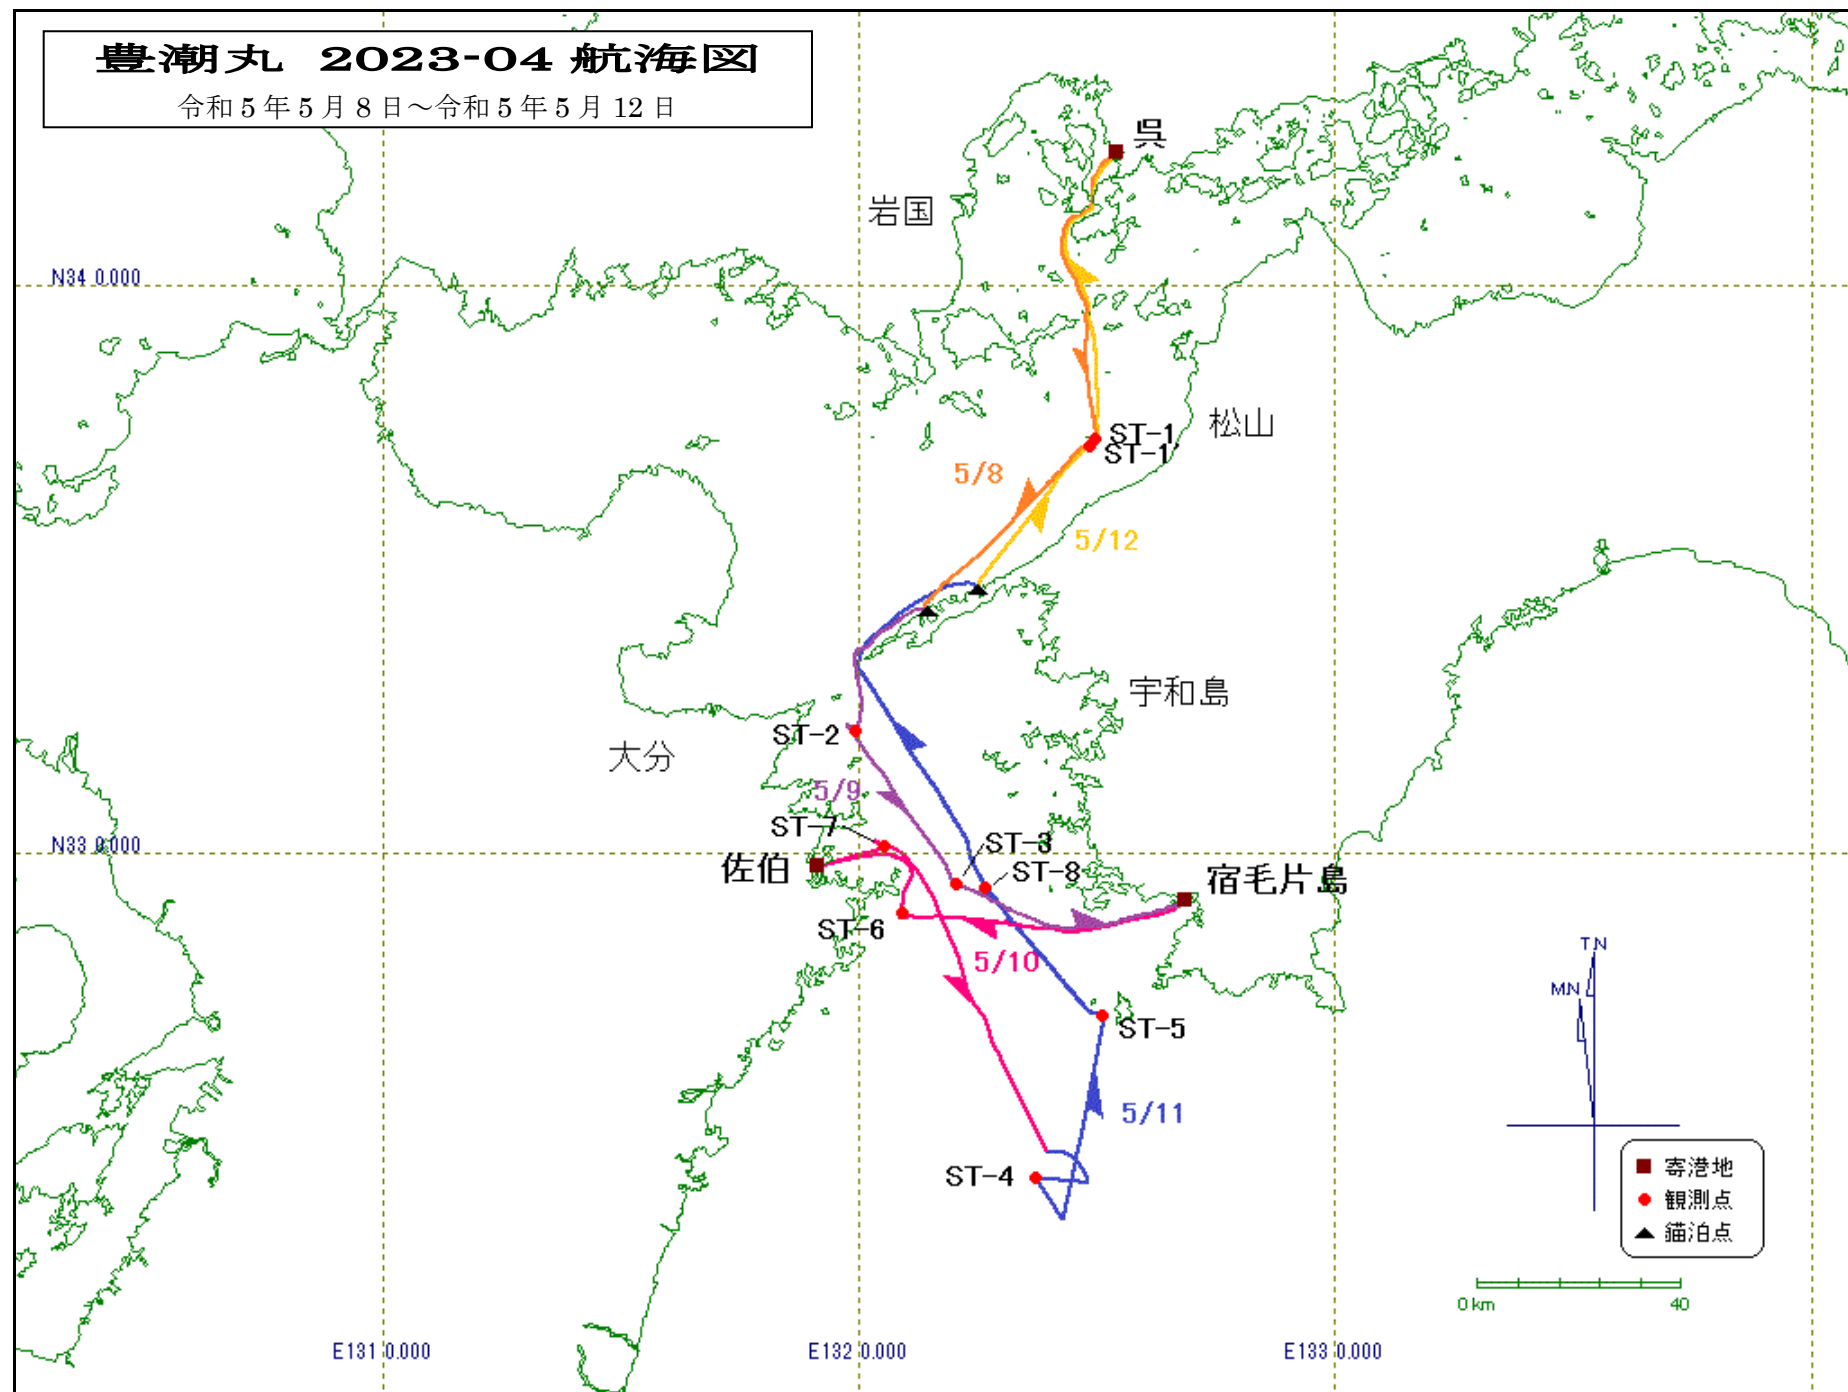 豊潮丸 2023-04 航海図
令和5年5月8日～令和5年5月12日
呉
岩国
N34 0.000
松山
ST-1
ST-1'
5/8
5/12
宇和島
ST-2
大分
5/9
ST-7
N33 0.000
ST-3
佐伯
ST-8
宿毛片島
ST-6
5/10
T.N
M.N
ST-5
5/11
ST-4
寄港地
観測点
錨泊点
0 km 40
E131 0.000
E132 0.000
E133 0.000